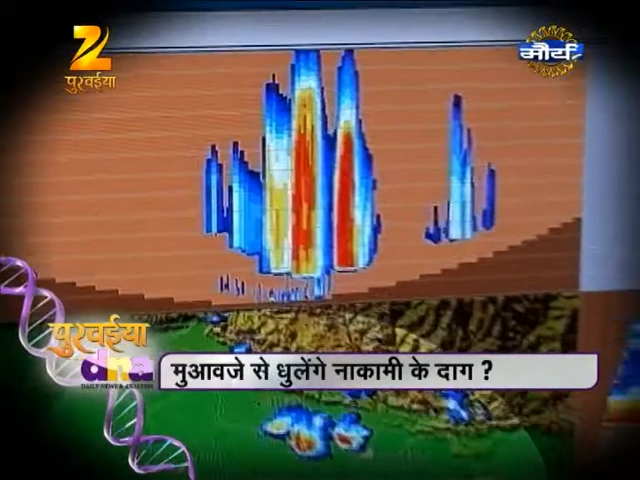 Z
पुरवईया
मौर्य
पुरवईया
dna
DAILY NEWS & ANALYSIS
मुआवजे से धुलेंगे नाकामी के दाग ?